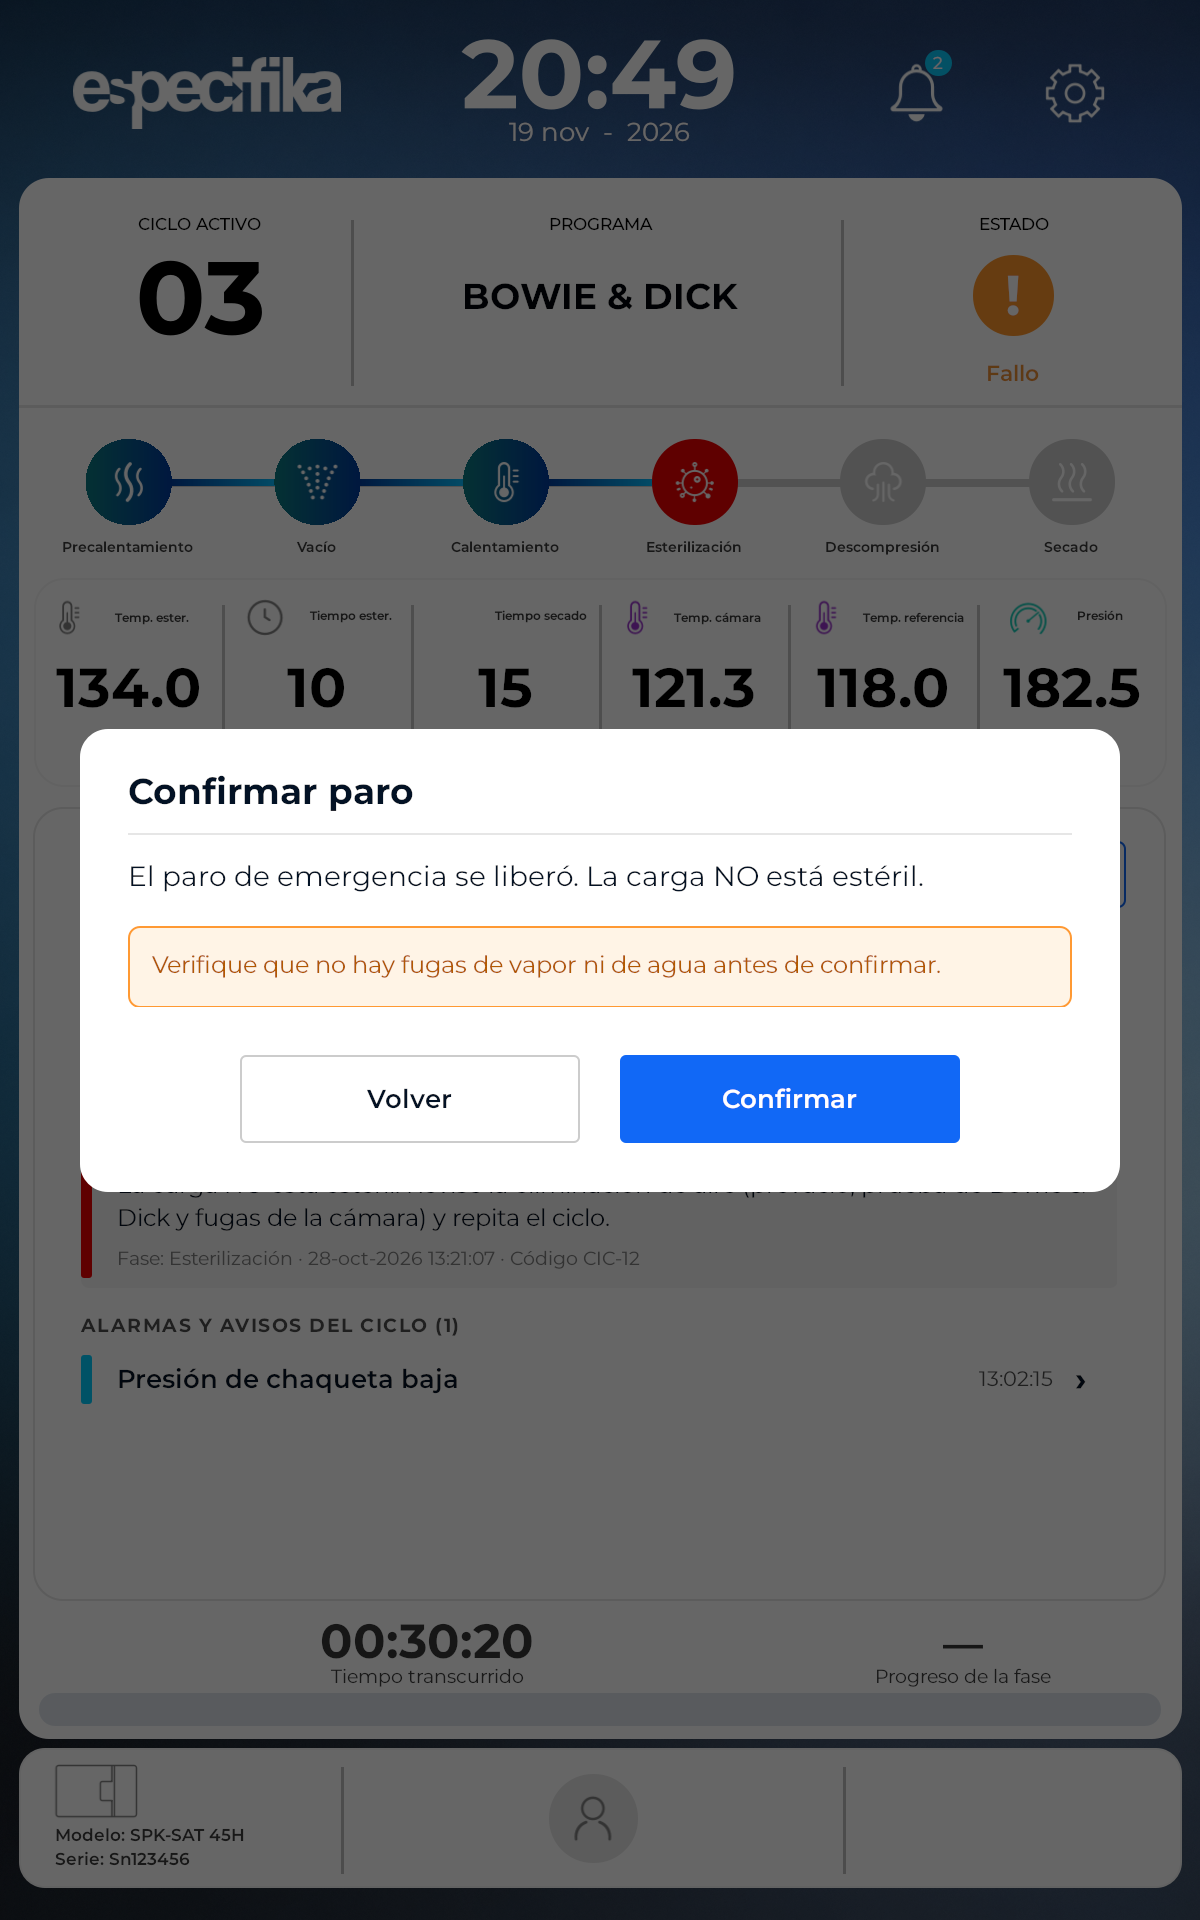 especifika
20:49
19 nov - 2026
2
CICLO ACTIVO
03
PROGRAMA
BOWIE & DICK
ESTADO
!
Fallo
Precalentamiento
Vacío
Calentamiento
Esterilización
Descompresión
Secado
Temp. ester.
134.0
Tiempo ester.
10
Tiempo secado
15
Temp. cámara
121.3
Temp. referencia
118.0
Presión
182.5
Confirmar paro
El paro de emergencia se liberó. La carga NO está estéril.
Verifique que no hay fugas de vapor ni de agua antes de confirmar.
Volver
Confirmar
Dick y fugas de la cámara) y repita el ciclo.
Fase: Esterilización · 28-oct-2026 13:21:07 · Código CIC-12
ALARMAS Y AVISOS DEL CICLO (1)
Presión de chaqueta baja
13:02:15 ›
00:30:20
Tiempo transcurrido
—
Progreso de la fase
Modelo: SPK-SAT 45H
Serie: Sn123456